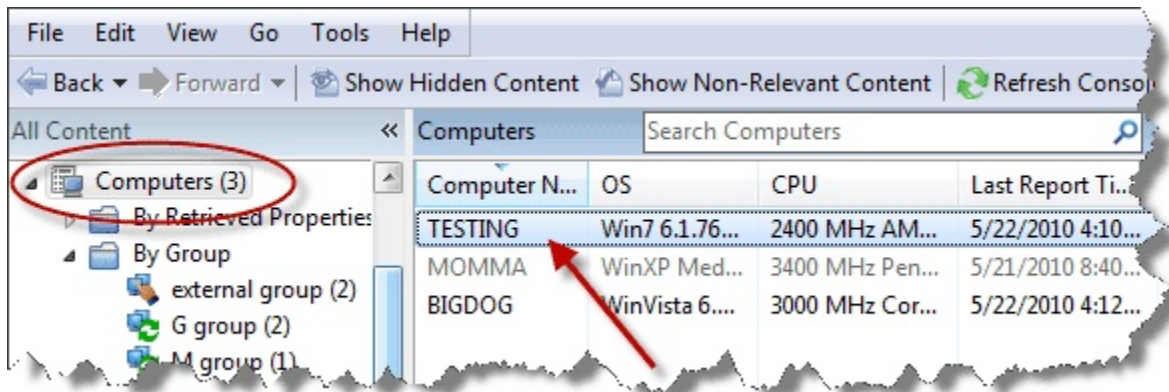 File Edit View Go Tools Help
Back Forward Show Hidden Content Show Non-Relevant Content Refresh Conso
All Content Computers Search Computers
Computers (3)
By Retrieved Properties
By Group
external group (2)
G group (2)
M group (1)
Computer N... OS CPU Last Report Ti...
TESTING Win7 6.1.76... 2400 MHz AM... 5/22/2010 4:10...
MOMMA WinXP Med... 3400 MHz Pen... 5/21/2010 8:40...
BIGDOG WinVista 6.... 3000 MHz Cor... 5/22/2010 4:12...